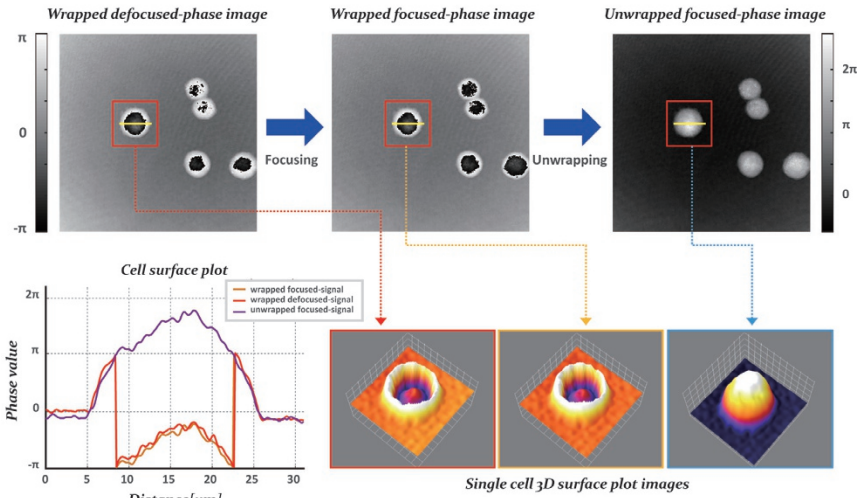 Wrapped defocused-phase image
Wrapped focused-phase image
Unwrapped focused-phase image
π
0
-π
Focusing
Unwrapping
2π
π
0
Cell surface plot
wrapped focused-signal
wrapped defocused-signal
unwrapped focused-signal
Phase value
2π
π
0
-π
0
5
10
15
20
25
30
Single cell 3D surface plot images